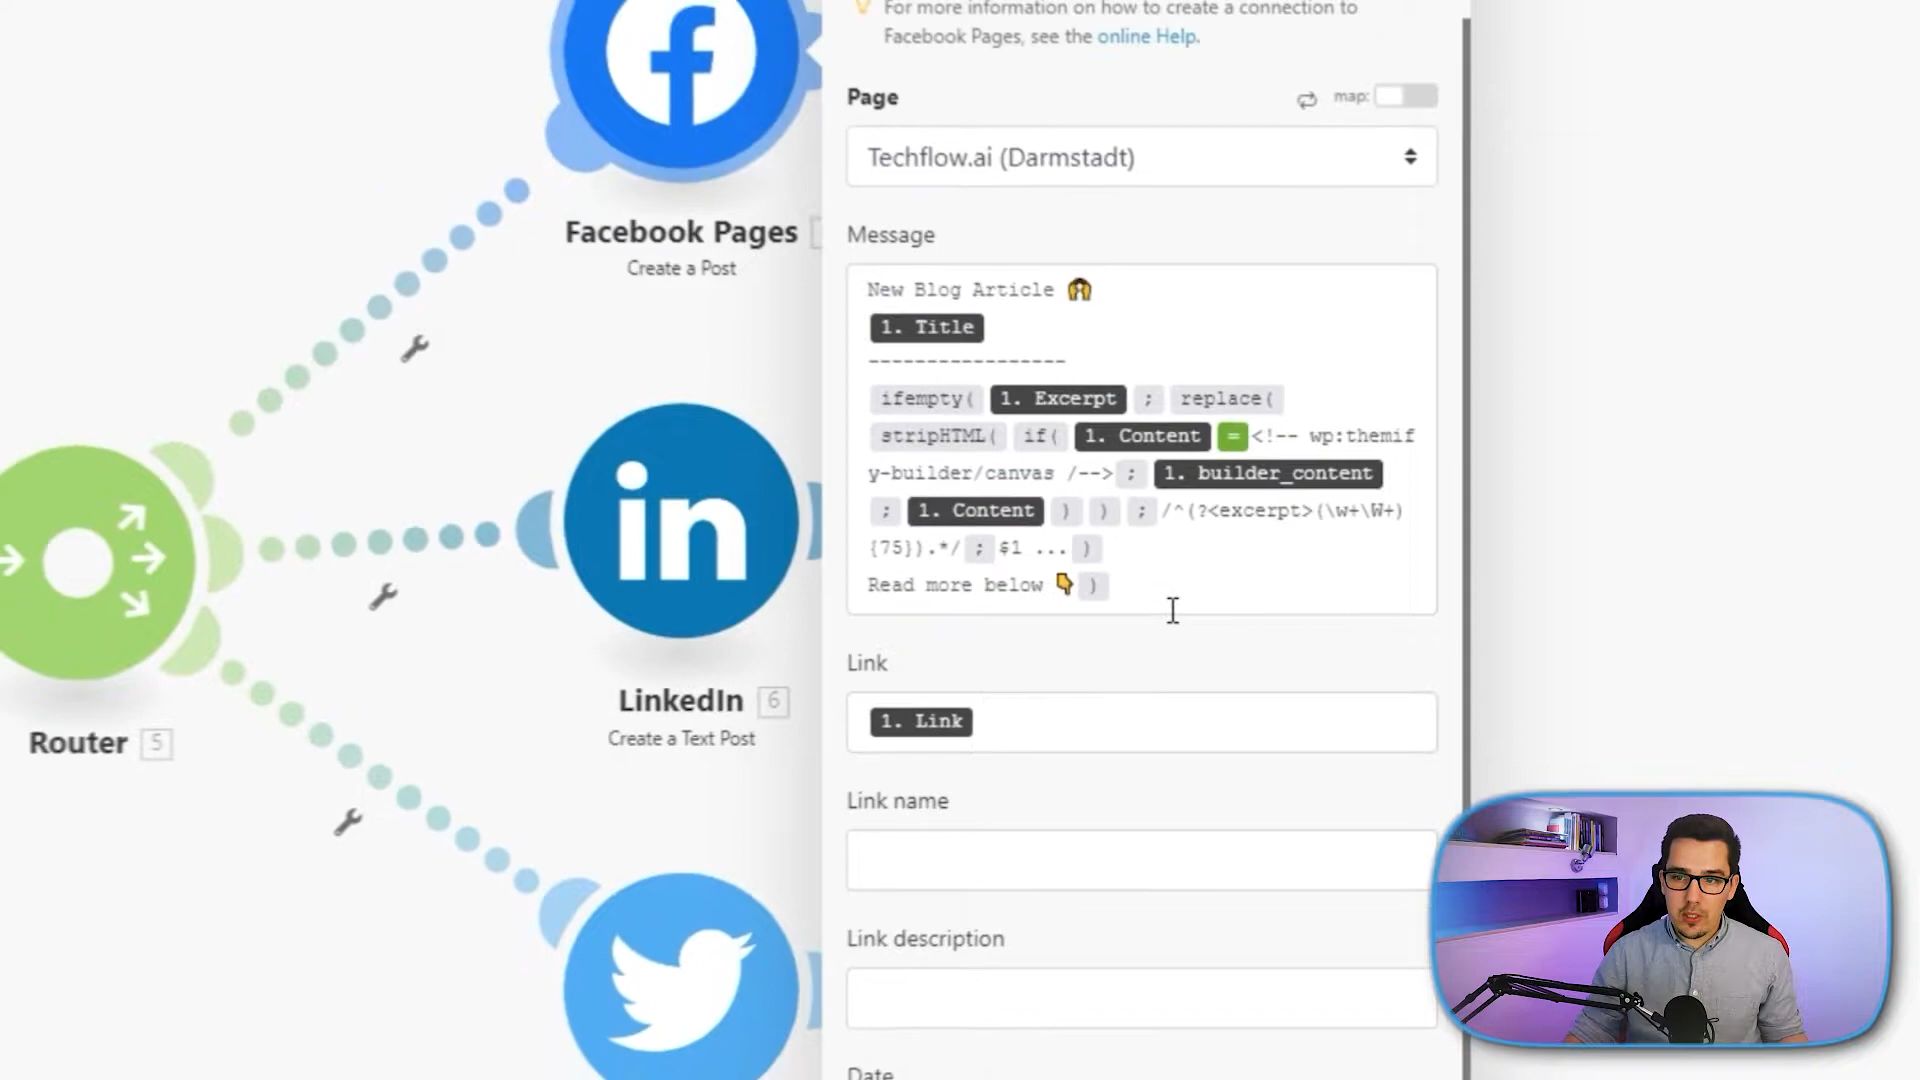 For more information on how to create a connection to
Facebook Pages, see the online Help.
Page
map:
Techflow.ai (Darmstadt)
Message
New Blog Article 🙌
1. Title
-----------------
ifempty( 1. Excerpt ; replace(
stripHTML( if( 1. Content = <!-- wp:themif
y-builder/canvas /--> ; 1. builder_content
; 1. Content ) ) ; /^(?<excerpt>(\w+\W+)
{75}).*/ ; $1 ... )
Read more below 👇 )
Link
1. Link
Link name
Link description
Date
Facebook Pages
Create a Post
in
LinkedIn 6
Create a Text Post
Router 5